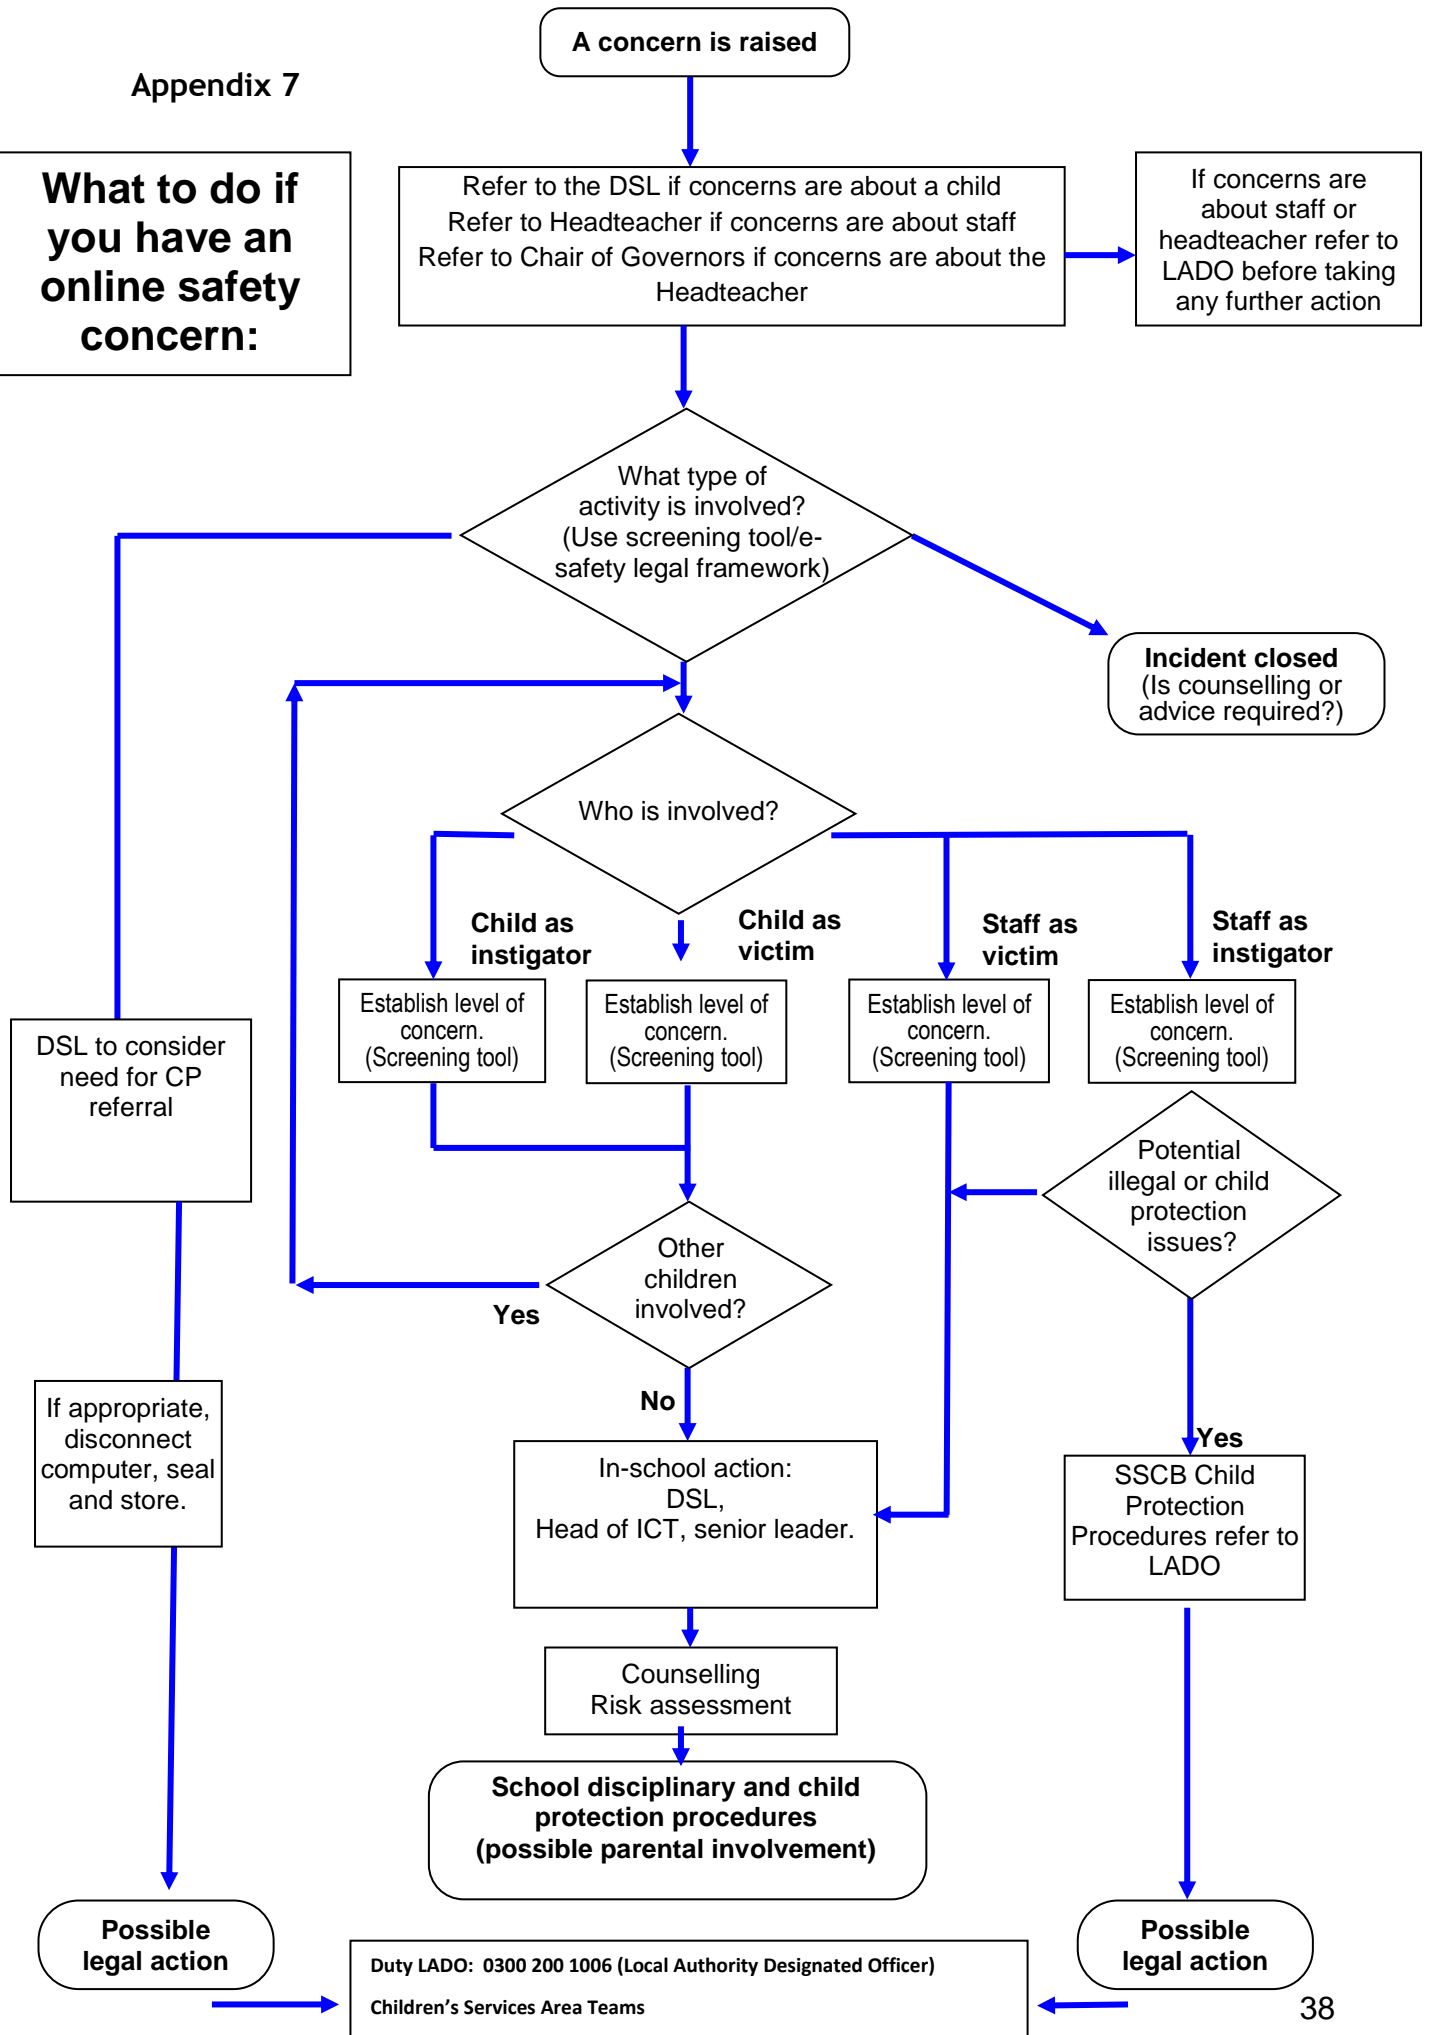 A concern is raised
Appendix 7
What to do if
you have an
online safety
concern:
Refer to the DSL if concerns are about a child
Refer to Headteacher if concerns are about staff
Refer to Chair of Governors if concerns are about the
Headteacher
If concerns are
about staff or
headteacher refer to
LADO before taking
any further action
What type of
activity is involved?
(Use screening tool/e-
safety legal framework)
Incident closed
(Is counselling or
advice required?)
Who is involved?
Child as
instigator
Child as
victim
Staff as
victim
Staff as
instigator
Establish level of
concern.
(Screening tool)
Establish level of
concern.
(Screening tool)
Establish level of
concern.
(Screening tool)
Establish level of
concern.
(Screening tool)
DSL to consider
need for CP
referral
Potential
illegal or child
protection
issues?
Other
children
involved?
Yes
No
If appropriate,
disconnect
computer, seal
and store.
In-school action:
DSL,
Head of ICT, senior leader.
Yes
SSCB Child
Protection
Procedures refer to
LADO
Counselling
Risk assessment
School disciplinary and child
protection procedures
(possible parental involvement)
Possible
legal action
Possible
legal action
Duty LADO: 0300 200 1006 (Local Authority Designated Officer)
Children's Services Area Teams
38